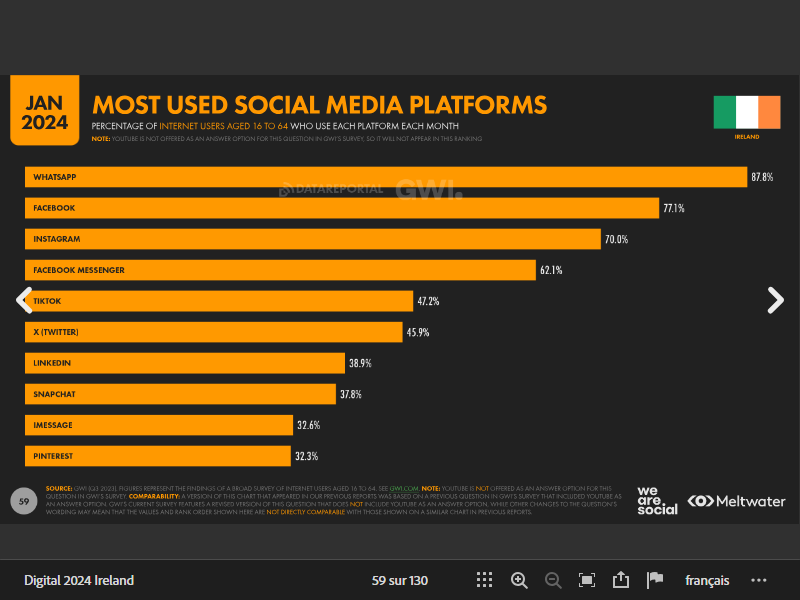 JAN
2024
MOST USED SOCIAL MEDIA PLATFORMS
PERCENTAGE OF INTERNET USERS AGED 16 TO 64 WHO USE EACH PLATFORM EACH MONTH
NOTE: YOUTUBE IS NOT OFFERED AS AN ANSWER OPTION FOR THIS QUESTION IN GWI'S SURVEY, SO IT WILL NOT APPEAR IN THIS RANKING
IRELAND
WHATSAPP 87.8%
DATAREPORTAL GWI.
FACEBOOK 77.1%
INSTAGRAM 70.0%
FACEBOOK MESSENGER 62.1%
TIKTOK 47.2%
X (TWITTER) 45.9%
LINKEDIN 38.9%
SNAPCHAT 37.8%
IMESSAGE 32.6%
PINTEREST 32.3%
59
SOURCE: GWI (Q3 2023). FIGURES REPRESENT THE FINDINGS OF A BROAD SURVEY OF INTERNET USERS AGED 16 TO 64. SEE GWI.COM. NOTE: YOUTUBE IS NOT OFFERED AS AN ANSWER OPTION FOR THIS
QUESTION IN GWI'S SURVEY. COMPARABILITY: A VERSION OF THIS CHART THAT APPEARED IN OUR PREVIOUS REPORTS WAS BASED ON A PREVIOUS QUESTION IN GWI'S SURVEY THAT INCLUDED YOUTUBE AS
AN ANSWER OPTION. GWI'S CURRENT SURVEY FEATURES A REVISED VERSION OF THIS QUESTION THAT DOES NOT INCLUDE YOUTUBE AS AN ANSWER OPTION, WHILE OTHER CHANGES TO THE QUESTION'S
WORDING MAY MEAN THAT THE VALUES AND RANK ORDER SHOWN HERE ARE NOT DIRECTLY COMPARABLE WITH THOSE SHOWN ON A SIMILAR CHART IN PREVIOUS REPORTS.
we
are.
social
Meltwater
Digital 2024 Ireland
59 sur 130
français